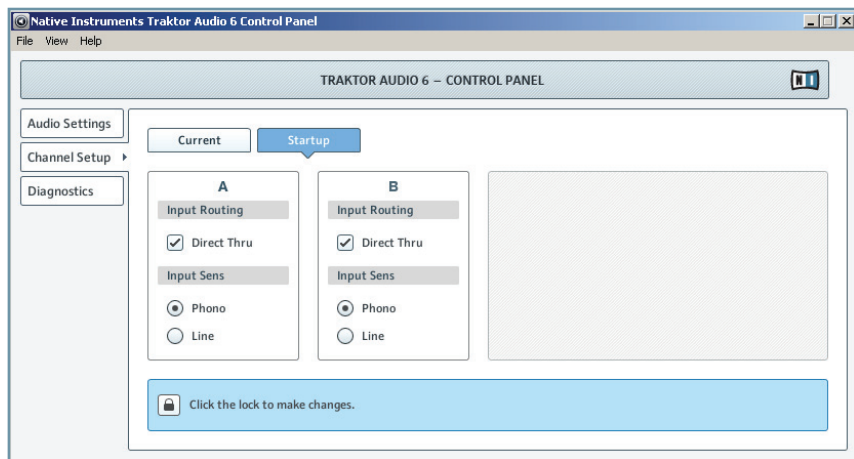 Native Instruments Traktor Audio 6 Control Panel
File View Help
TRAKTOR AUDIO 6 – CONTROL PANEL
NI
Audio Settings
Channel Setup
Diagnostics
Current Startup
A
Input Routing
Direct Thru
Input Sens
Phono
Line
B
Input Routing
Direct Thru
Input Sens
Phono
Line
Click the lock to make changes.